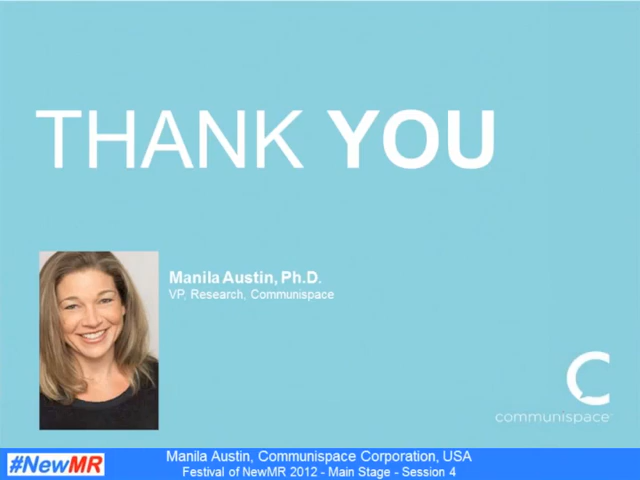 THANK YOU
Manila Austin, Ph.D.
VP, Research, Communispace
communispace
#NewMR
Manila Austin, Communispace Corporation, USA
Festival of NewMR 2012 - Main Stage - Session 4